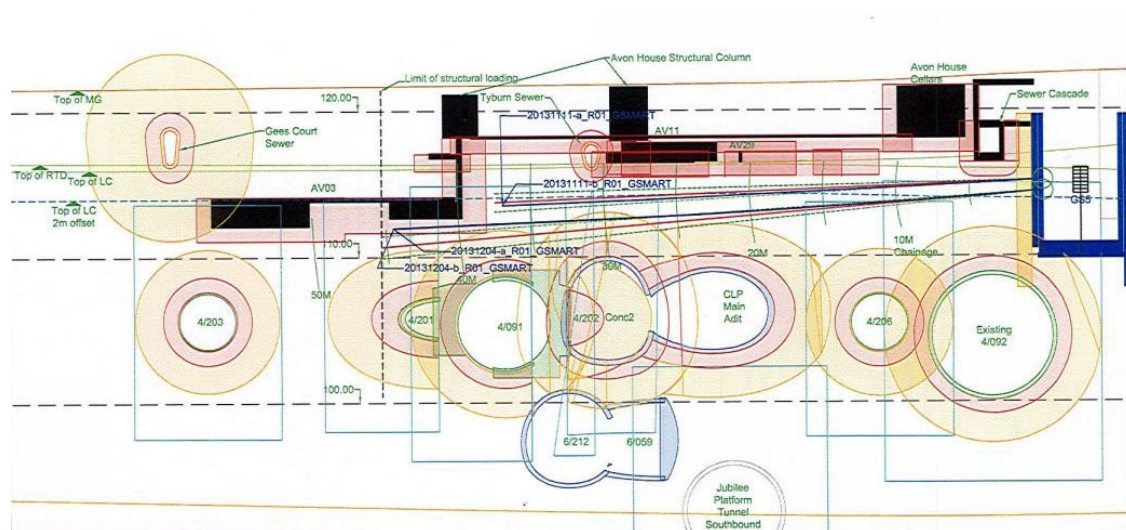 Avon House Structural Column
Avon House
Cellars
Limit of structural loading
Sewer Cascade
Top of MG
120.00
Tyburn Sewer
20131111-a_R01_GSMART
Gees Court
Sewer
AV11
AV29
Top of RTD
Top of LC
AV03
20131111-b_R01_GSMART
GS5
Top of LC
2m offset
110.00
20131204-a_R01_GSMART
20131204-b_R01_GSMART
10M
Chainage
20M
30M
40M
50M
4/203
4/201
4/091
4/202
Conc2
CLP
Main
Adit
4/206
Existing
4/092
100.00
6/212
6/059
Jubilee
Platform
Tunnel
Southbound